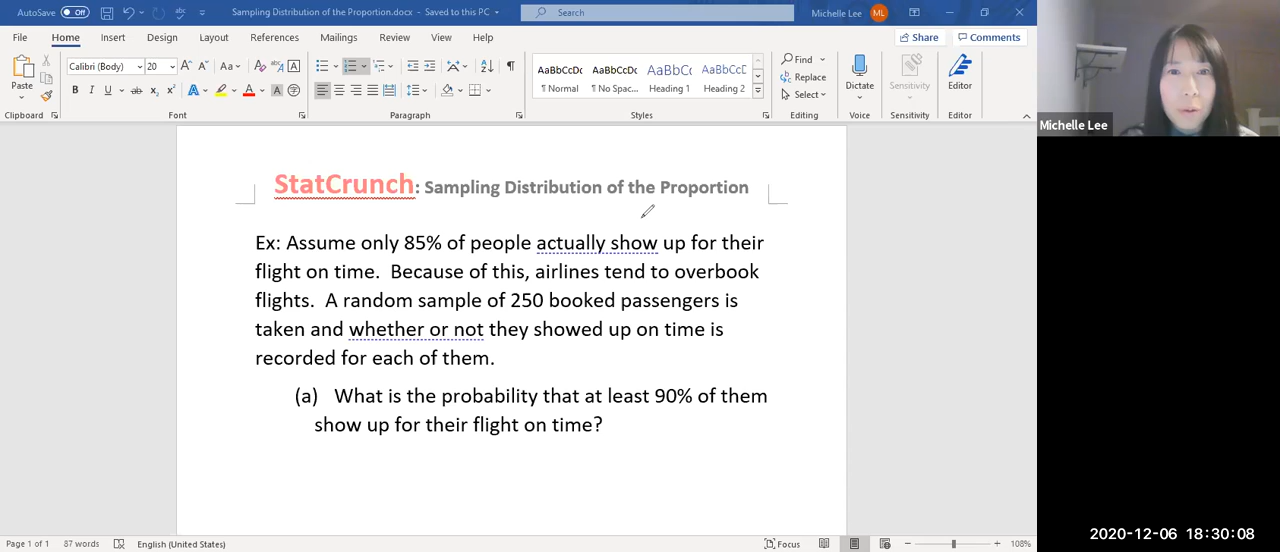 AutoSave Off Sampling Distribution of the Proportion.docx - Saved to this PC Search Michelle Lee ML
File Home Insert Design Layout References Mailings Review View Help Share Comments
Paste Calibri (Body) 20 Find Replace Select Dictate Sensitivity Editor
AaBbCcDc AaBbCcDc AaBbCc AaBbCcE
¶ Normal ¶ No Spac... Heading 1 Heading 2
Clipboard Font Paragraph Styles Editing Voice Sensitivity Editor
Michelle Lee
StatCrunch: Sampling Distribution of the Proportion
Ex: Assume only 85% of people actually show up for their
flight on time. Because of this, airlines tend to overbook
flights. A random sample of 250 booked passengers is
taken and whether or not they showed up on time is
recorded for each of them.
(a) What is the probability that at least 90% of them
show up for their flight on time?
2020-12-06 18:30:08
Page 1 of 1 87 words English (United States) Focus 108%